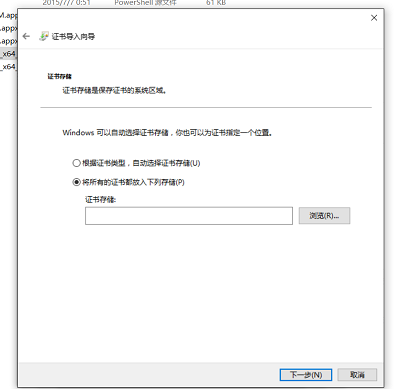 2015/7/7 0:51 PowerShell 源文件 61 KB
M.app
.appx
.appx
_x64_
_x64_
证书导入向导
证书存储
证书存储是保存证书的系统区域。
Windows 可以自动选择证书存储，你也可以为证书指定一个位置。
根据证书类型，自动选择证书存储(U)
将所有的证书都放入下列存储(P)
证书存储:
浏览(R)...
下一步(N)
取消